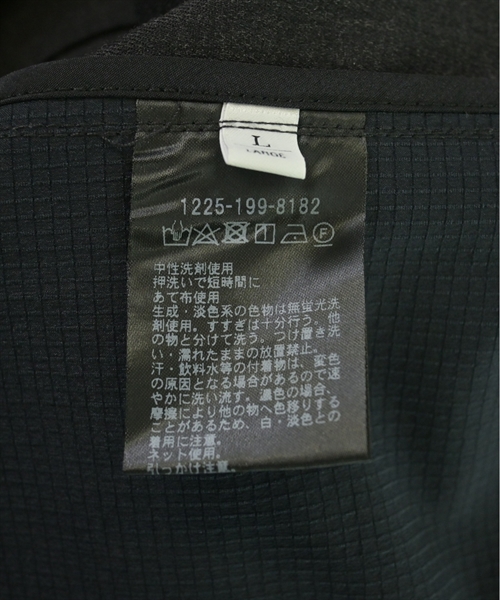 L
LARGE
1225-199-8182
中性洗剤使用
押洗いで短時間に
あて布使用
生成・淡色系の色物は無蛍光洗
剤使用。すすぎは十分行う。他
の物と分けて洗う。つけ置き洗
い・濡れたままの放置禁止。
汗・飲料水等の付着物は、変色
の原因となる場合があるので速
やかに洗い流す。濃色の場合、
摩擦により他の物へ色移りする
ことがあるため、白・淡色との
着用に注意。
ネット使用。
引っかけ注意。